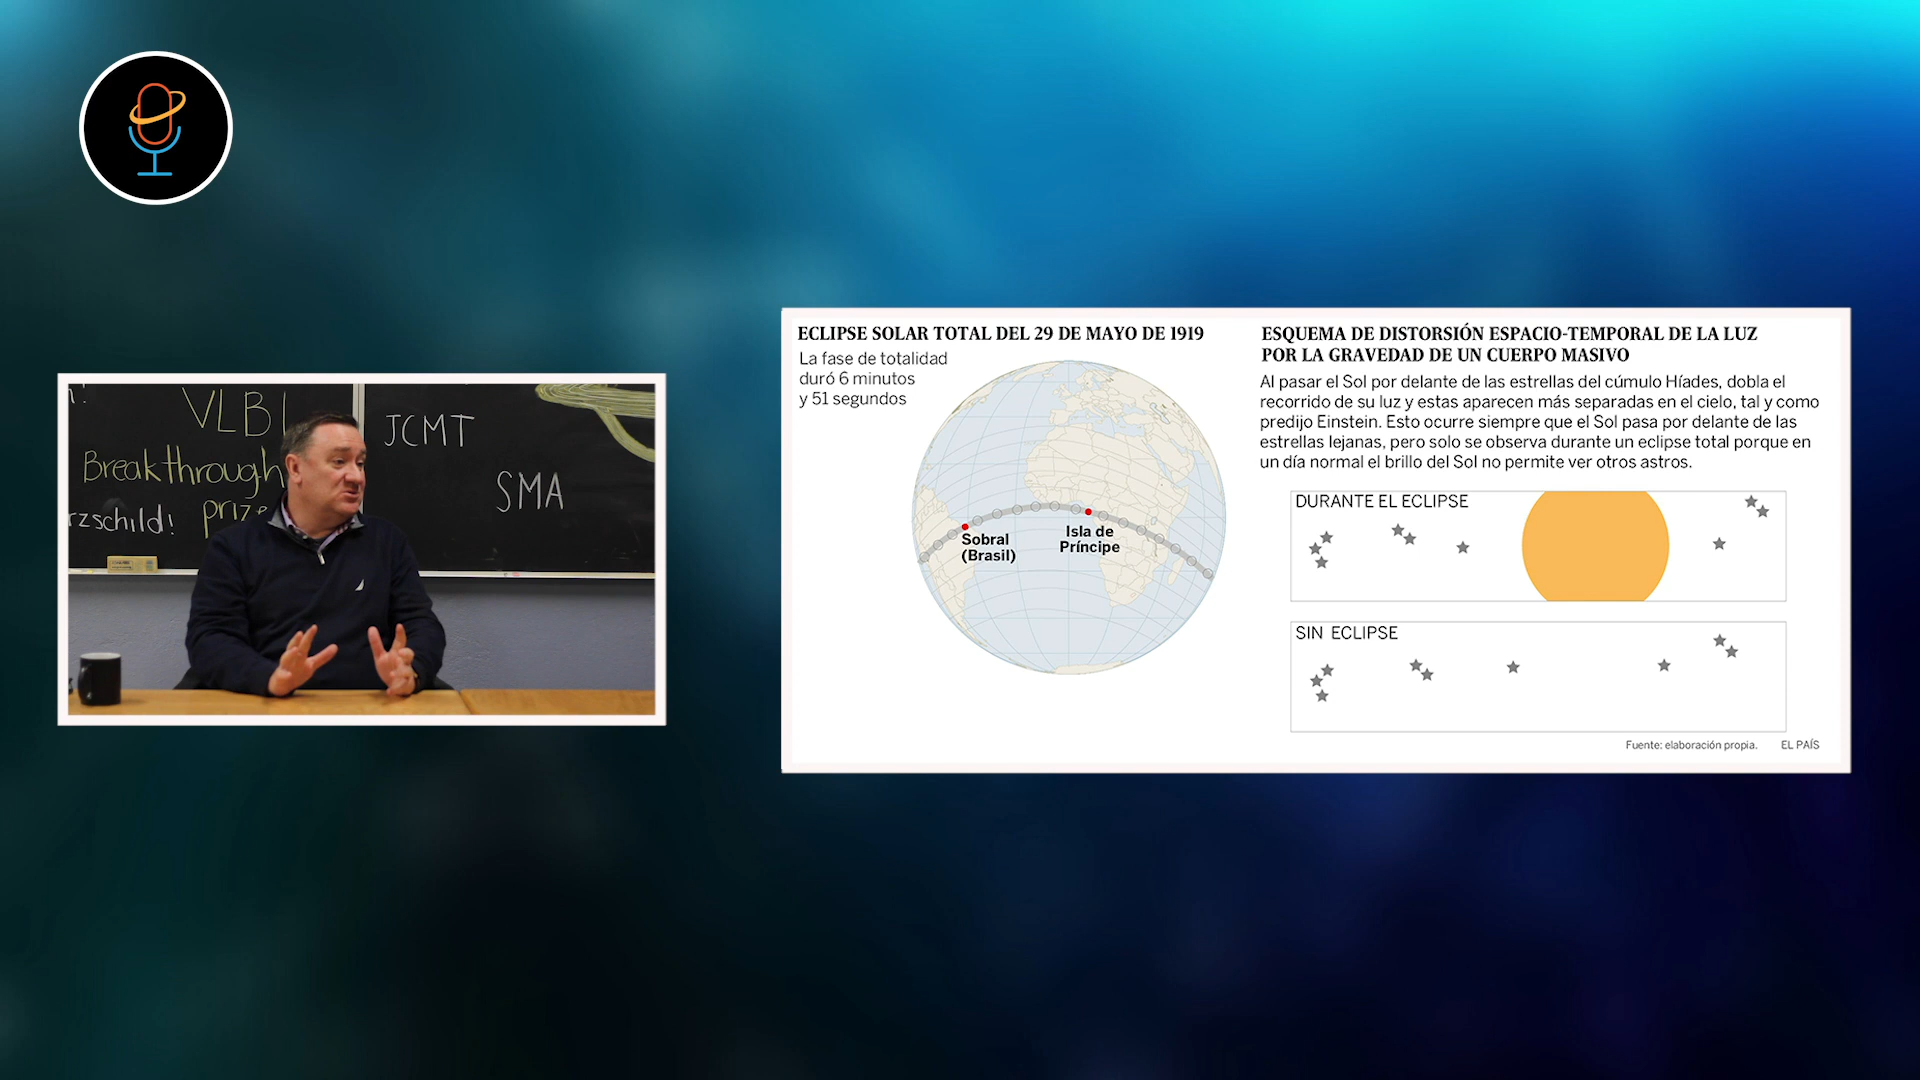 VLBI
JCMT
Breakthrough
SMA
rzschild!
prize
ECLIPSE SOLAR TOTAL DEL 29 DE MAYO DE 1919
La fase de totalidad
duró 6 minutos
y 51 segundos
Sobral
(Brasil)
Isla de
Príncipe
ESQUEMA DE DISTORSIÓN ESPACIO-TEMPORAL DE LA LUZ
POR LA GRAVEDAD DE UN CUERPO MASIVO
Al pasar el Sol por delante de las estrellas del cúmulo Híades, dobla el
recorrido de su luz y estas aparecen más separadas en el cielo, tal y como
predijo Einstein. Esto ocurre siempre que el Sol pasa por delante de las
estrellas lejanas, pero solo se observa durante un eclipse total porque en
un día normal el brillo del Sol no permite ver otros astros.
DURANTE EL ECLIPSE
SIN ECLIPSE
Fuente: elaboración propia. EL PAÍS